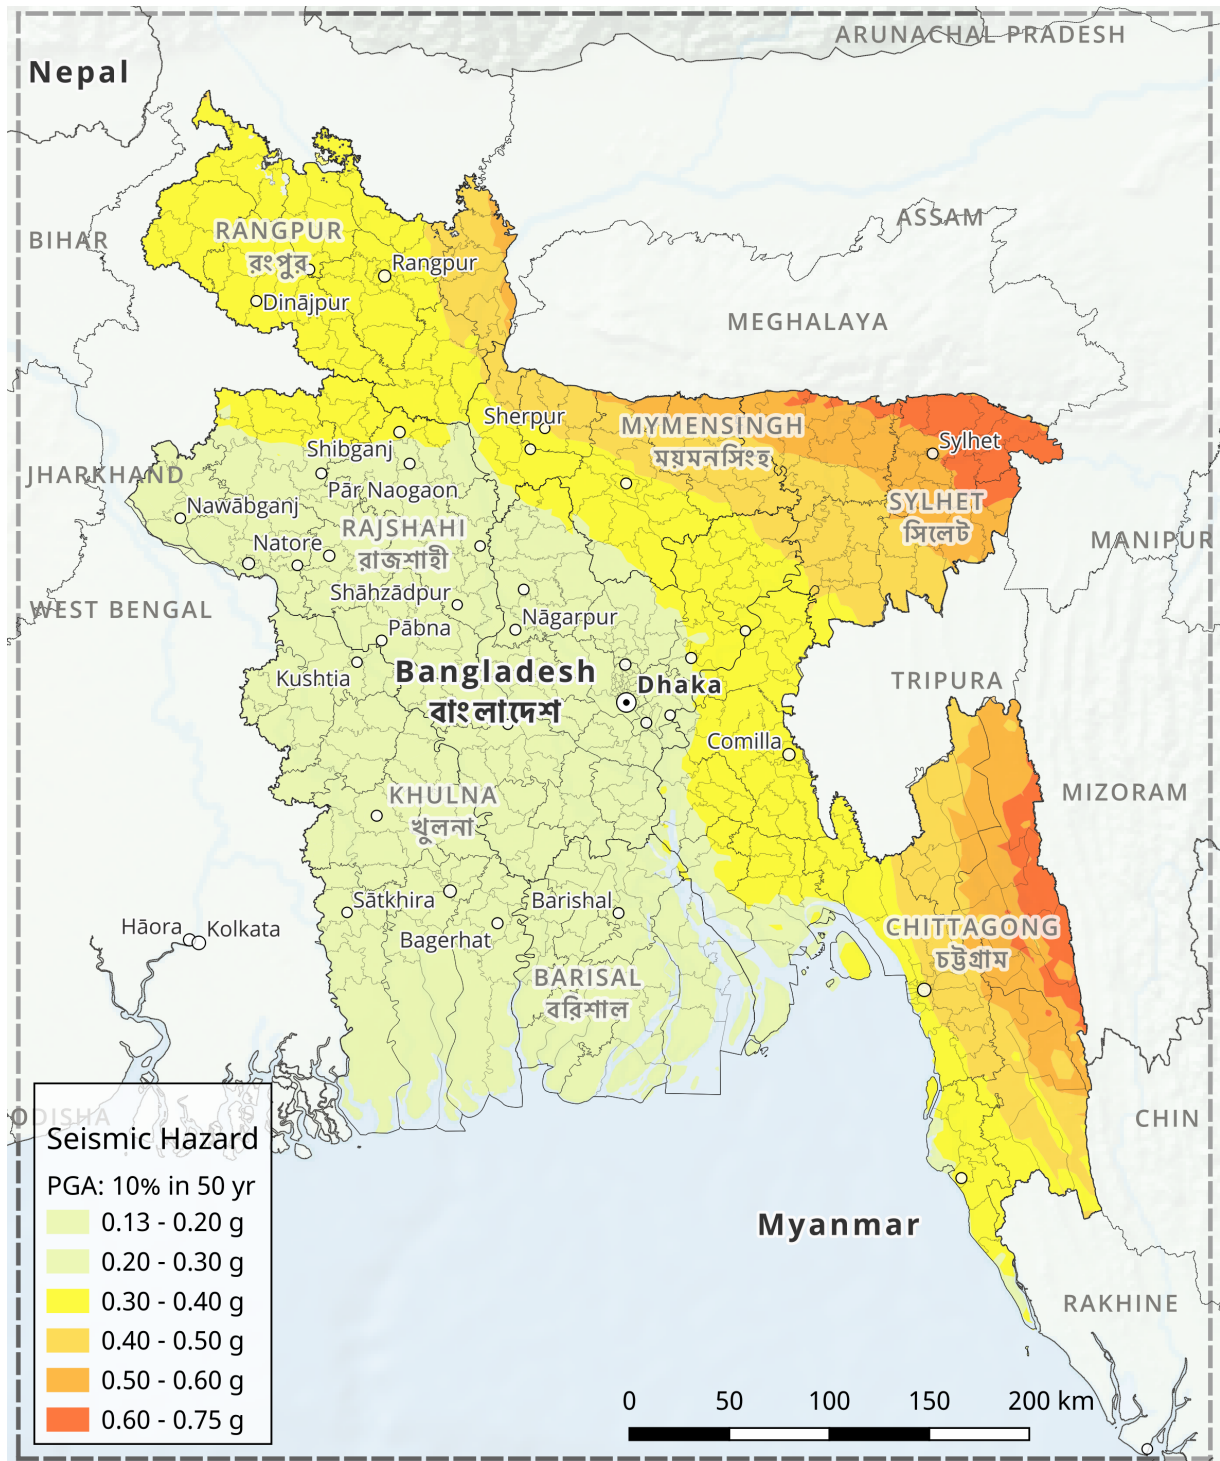 ARUNACHAL PRADESH
Nepal
ASSAM
BIHAR
RANGPUR
রংপুর
Rangpur
Dinājpur
MEGHALAYA
Sherpur
MYMENSINGH
ময়মনসিংহ
Sylhet
Shibganj
JHARKHAND
Pār Naogaon
Nawābganj
SYLHET
সিলেট
RAJSHAHI
রাজশাহী
Natore
MANIPUR
Shāhzādpur
WEST BENGAL
Nāgarpur
Pābna
Kushtia
Bangladesh
বাংলাদেশ
Dhaka
TRIPURA
Comilla
KHULNA
খুলনা
MIZORAM
Sātkhira
Barishal
Hāora
Kolkata
Bagerhat
CHITTAGONG
চট্টগ্রাম
BARISAL
বরিশাল
ODISHA
CHIN
Myanmar
RAKHINE
Seismic Hazard
PGA: 10% in 50 yr
0.13 - 0.20 g
0.20 - 0.30 g
0.30 - 0.40 g
0.40 - 0.50 g
0.50 - 0.60 g
0.60 - 0.75 g
0 50 100 150 200 km